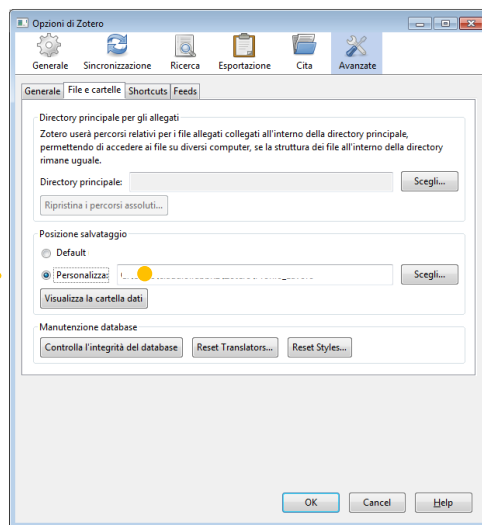 Opzioni di Zotero
Generale Sincronizzazione Ricerca Esportazione Cita Avanzate
Generale File e cartelle Shortcuts Feeds
Directory principale per gli allegati
Zotero userà percorsi relativi per i file allegati collegati all'interno della directory principale,
permettendo di accedere ai file su diversi computer, se la struttura dei file all'interno della directory
rimane uguale.
Directory principale: Scegli...
Ripristina i percorsi assoluti...
Posizione salvataggio
Default
Personalizza: Scegli...
Visualizza la cartella dati
Manutenzione database
Controlla l'integrità del database Reset Translators... Reset Styles...
OK Cancel Help